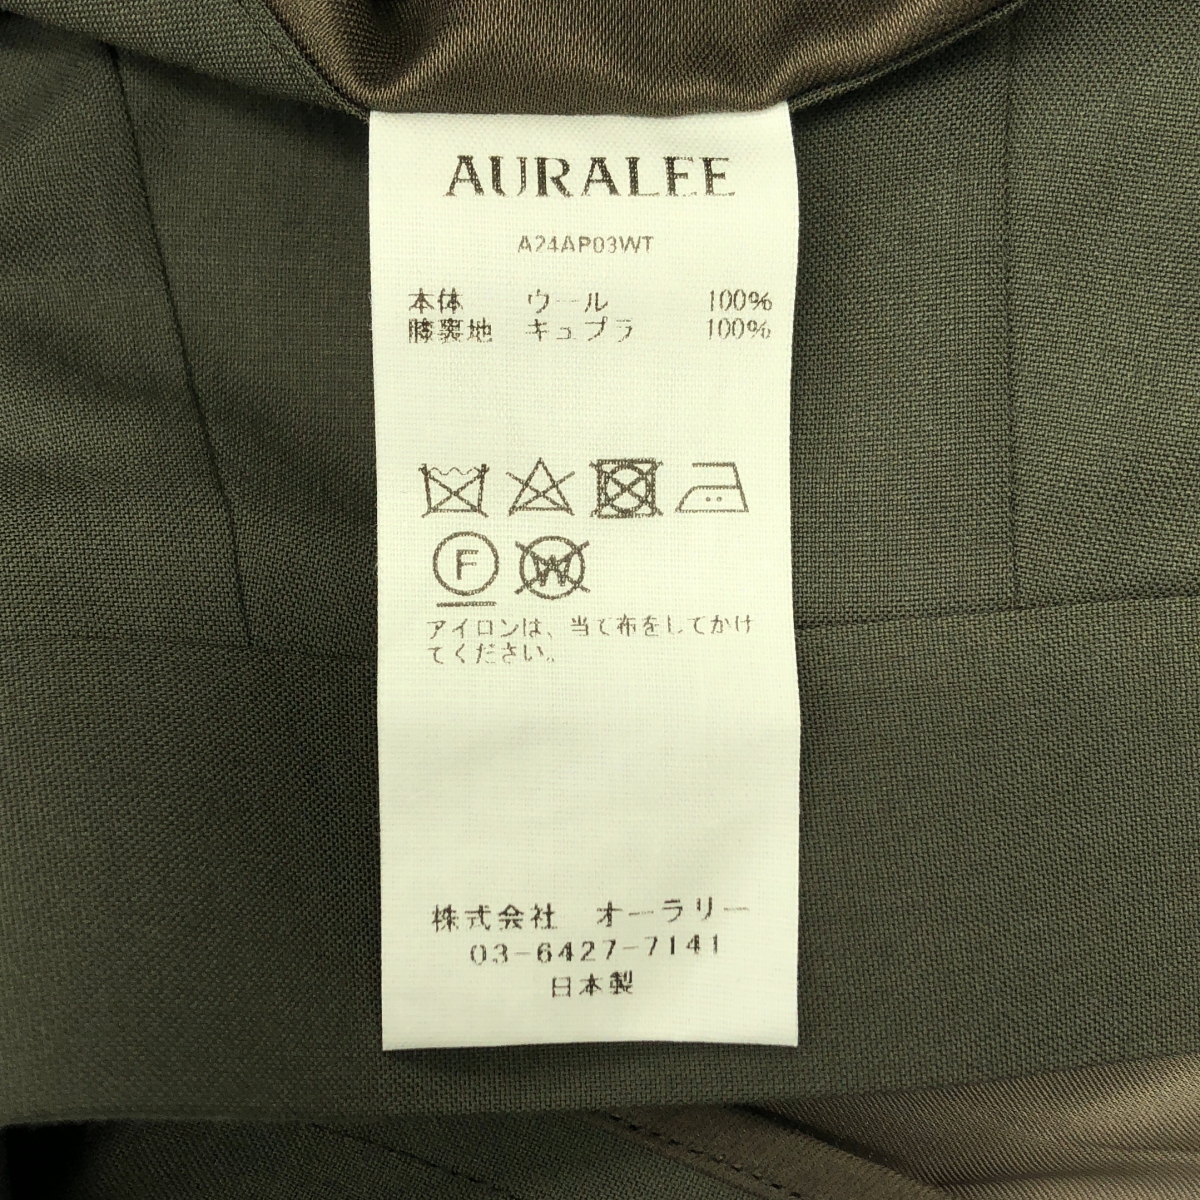 AURALEE
A24AP03WT
本体 ウール 100%
膝裏地 キュプラ 100%
F W
アイロンは、当て布をしてかけ
てください。
株式会社 オーラリー
03-6427-7141
日本製